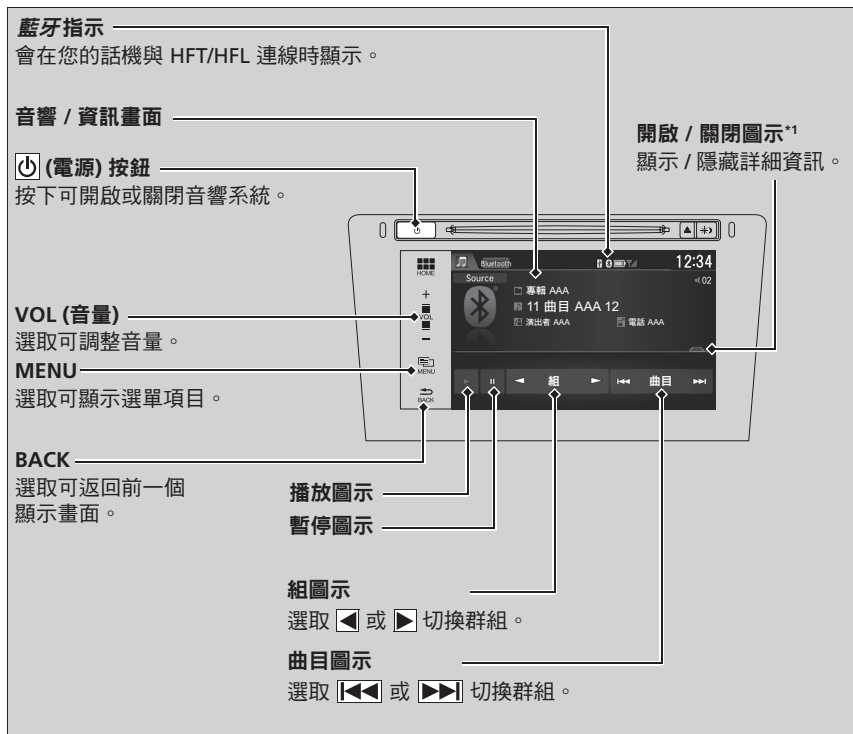 藍牙指示
會在您的話機與 HFT/HFL 連線時顯示。
音響 / 資訊畫面
(電源) 按鈕
按下可開啟或關閉音響系統。
開啟 / 關閉圖示*1
顯示 / 隱藏詳細資訊。
VOL (音量)
選取可調整音量。
MENU
選取可顯示選單項目。
BACK
選取可返回前一個
顯示畫面。
HOME
+
VOL
−
MENU
BACK
Bluetooth
12:34
Source
02
專輯 AAA
11 曲目 AAA 12
演出者 AAA
電話 AAA
組
曲目
播放圖示
暫停圖示
組圖示
選取 ◀ 或 ▶ 切換群組。
曲目圖示
選取 |◀◀ 或 ▶▶| 切換群組。